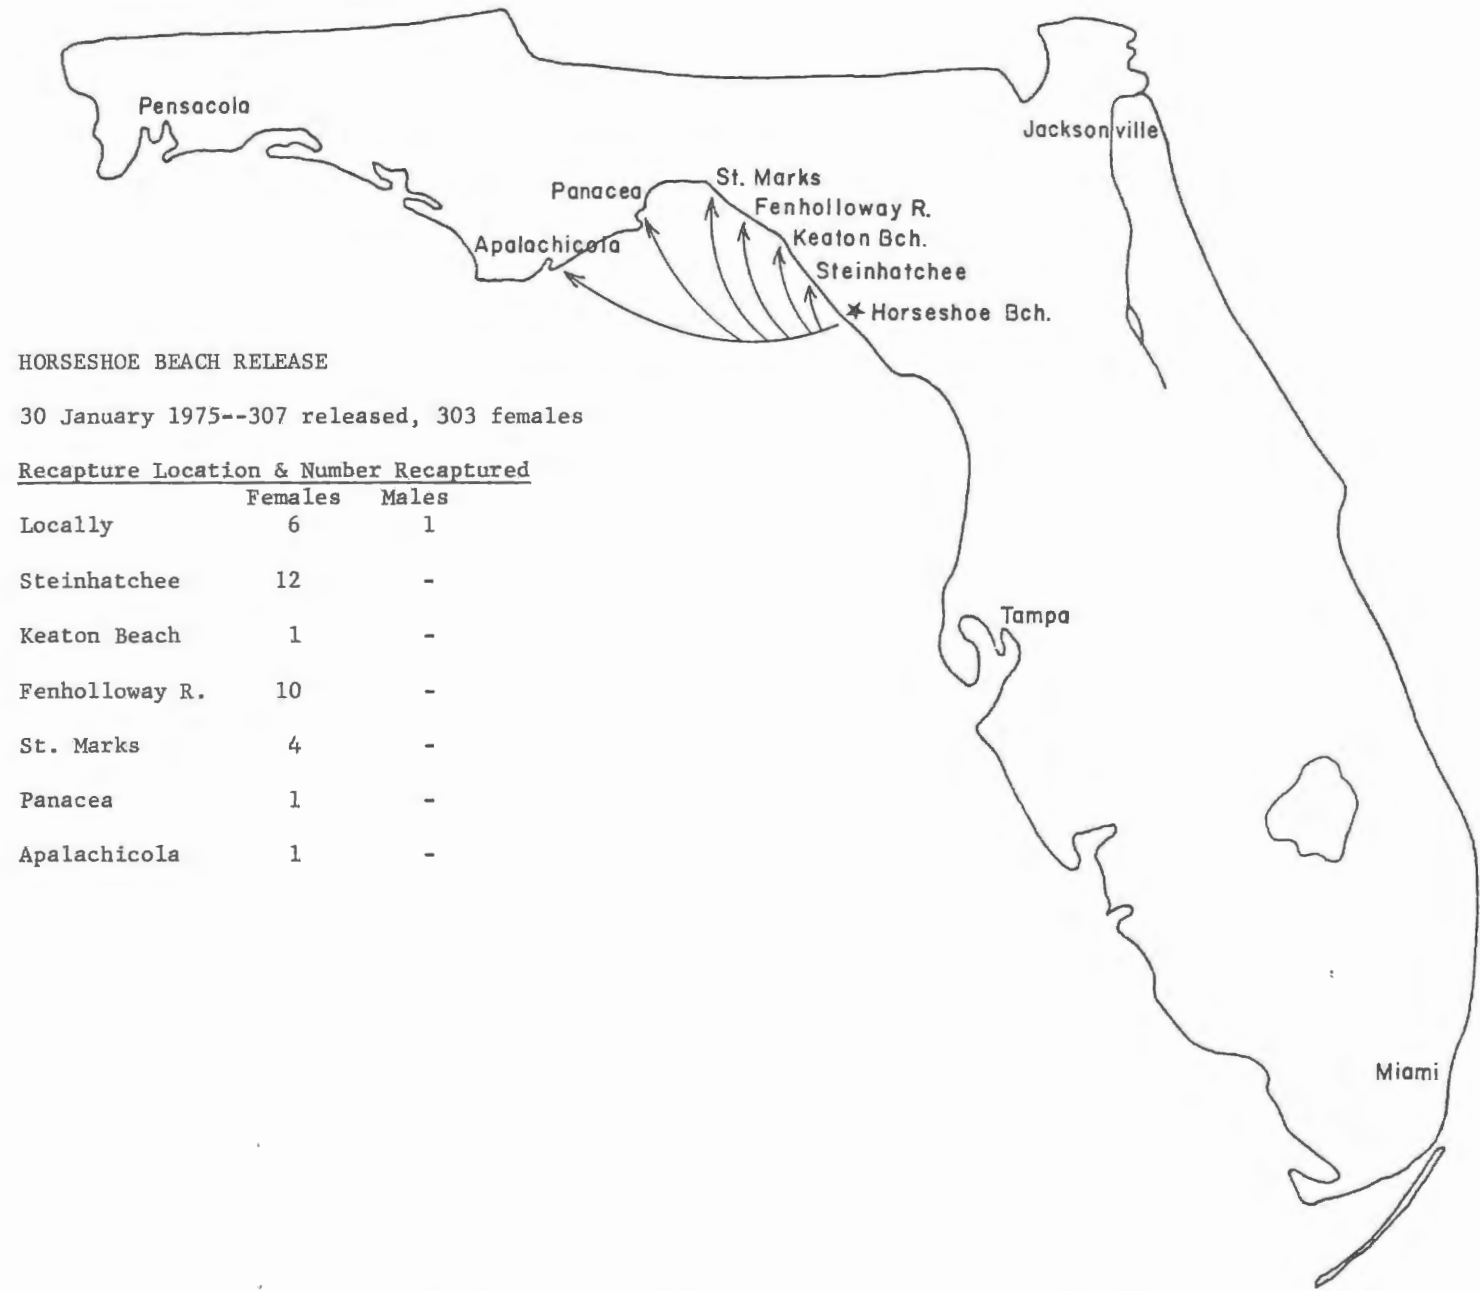 Pensacola
Jacksonville
Panacea
St. Marks
Fenholloway R.
Apalachicola
Keaton Bch.
Steinhatchee
Horseshoe Bch.
HORSESHOE BEACH RELEASE
30 January 1975--307 released, 303 females
Recapture Location & Number Recaptured
Females Males
Locally 6 1
Steinhatchee 12 -
Keaton Beach 1 -
Fenholloway R. 10 -
St. Marks 4 -
Panacea 1 -
Apalachicola 1 -
Tampa
Miami